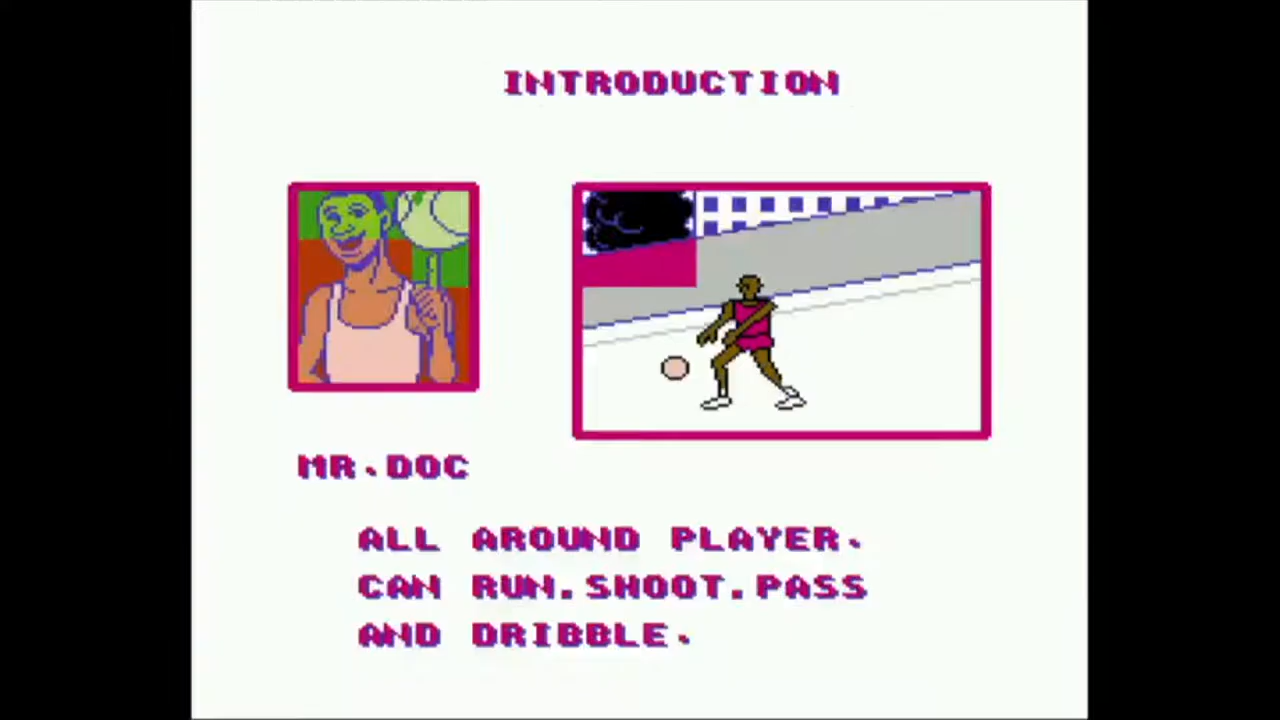 INTRODUCTION
MR.DOC
ALL AROUND PLAYER.
CAN RUN.SHOOT.PASS
AND DRIBBLE.